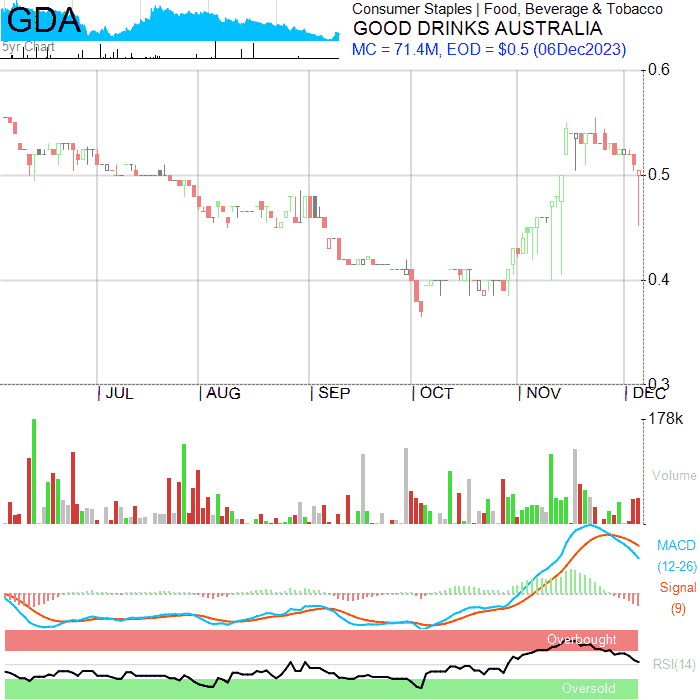 GDA
5yr Chart
Consumer Staples | Food, Beverage & Tobacco
GOOD DRINKS AUSTRALIA
MC = 71.4M, EOD = $0.5 (06Dec2023)
0.6
0.5
0.4
0.3
JUL AUG SEP OCT NOV DEC
178k
Volume
MACD
(12-26)
Signal
(9)
Overbought
RSI(14)
Oversold